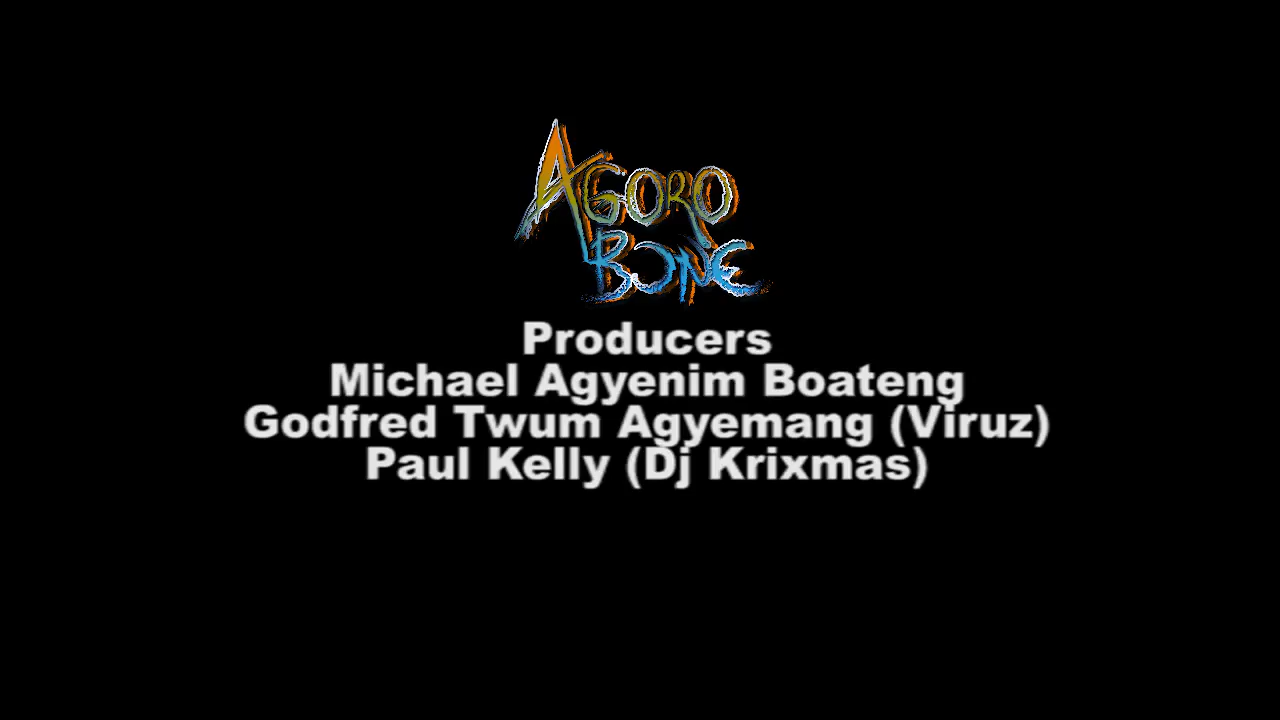 AGORO
BONE
Producers
Michael Agyenim Boateng
Godfred Twum Agyemang (Viruz)
Paul Kelly (Dj Krixmas)